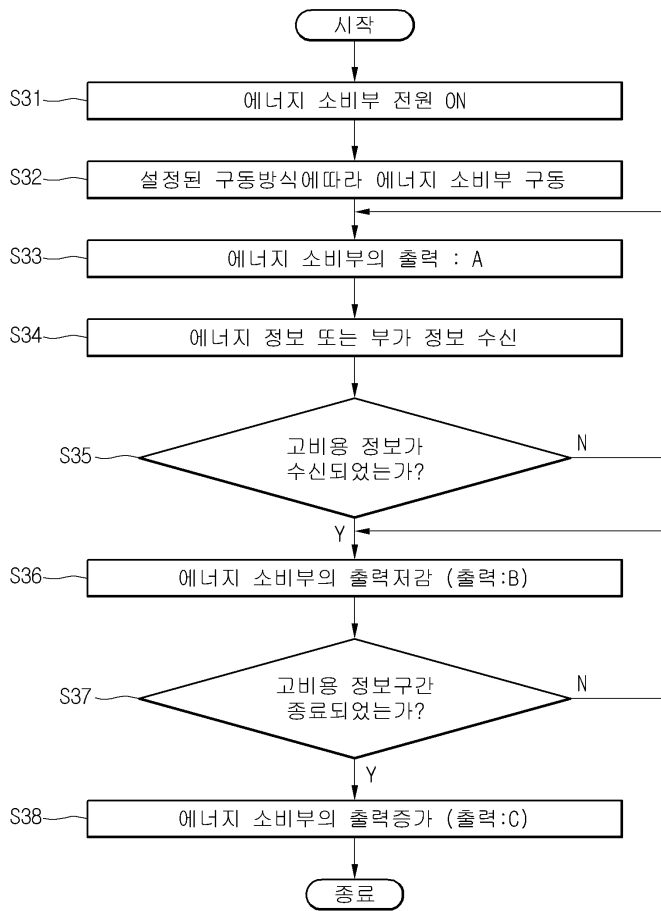 시작
S31
에너지 소비부 전원 ON
S32
설정된 구동방식에따라 에너지 소비부 구동
S33
에너지 소비부의 출력 : A
S34
에너지 정보 또는 부가 정보 수신
S35
고비용 정보가
수신되었는가?
N
Y
S36
에너지 소비부의 출력저감 (출력:B)
S37
고비용 정보구간
종료되었는가?
N
Y
S38
에너지 소비부의 출력증가 (출력:C)
종료